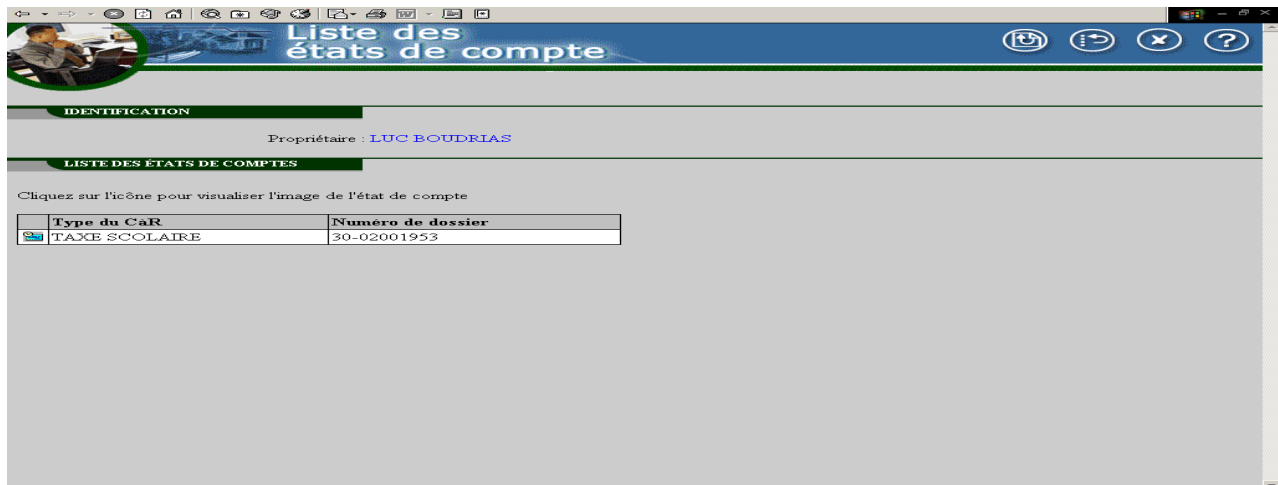 Liste des
états de compte
IDENTIFICATION
Propriétaire : LUC BOUDRIAS
LISTE DES ÉTATS DE COMPTES
Cliquez sur l'icône pour visualiser l'image de l'état de compte
Type du CàR Numéro de dossier
TAXE SCOLAIRE 30-02001953